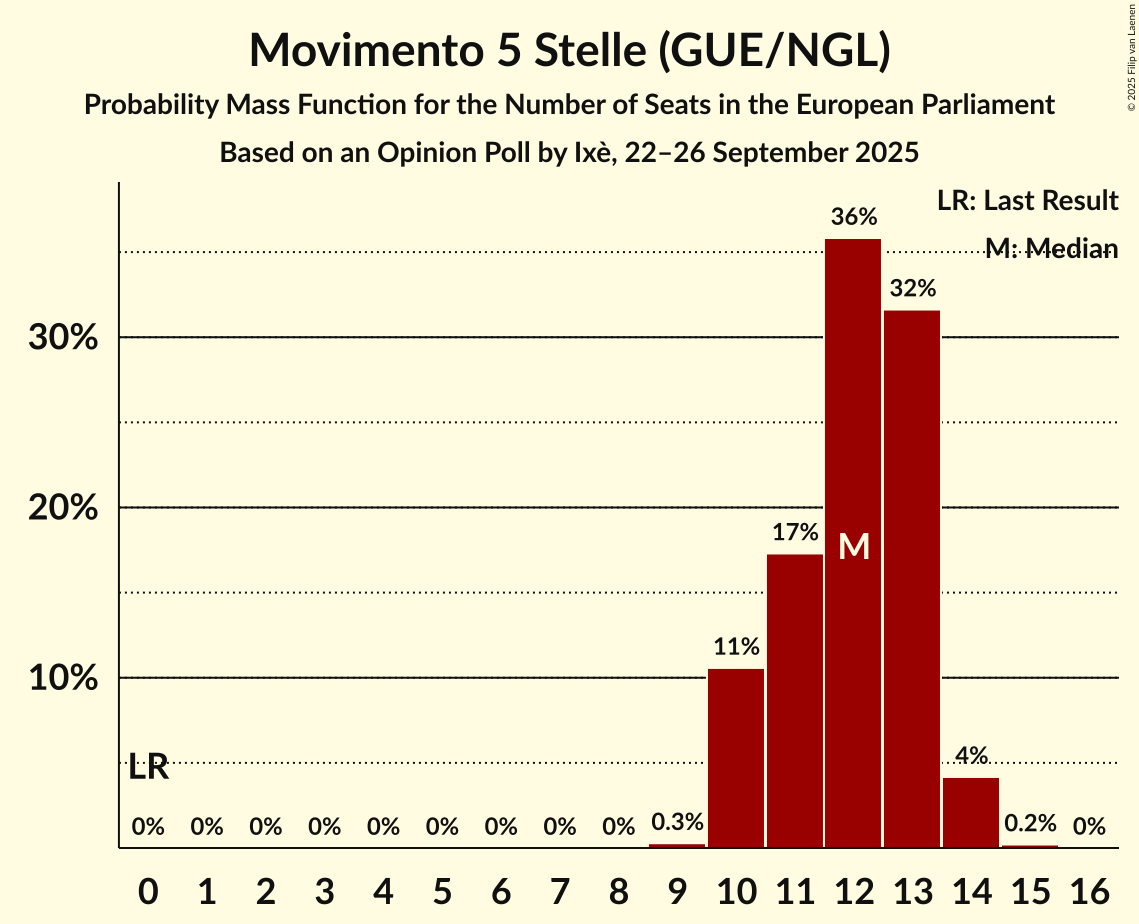 Movimento 5 Stelle (GUE/NGL)
Probability Mass Function for the Number of Seats in the European Parliament
Based on an Opinion Poll by Ixè, 22–26 September 2025
© 2025 Filip van Laenen
LR: Last Result
M: Median
36%
32%
30%
20%
17%
M
11%
10%
LR
4%
0% 0% 0% 0% 0% 0% 0% 0% 0% 0.3% 0.2% 0%
0 1 2 3 4 5 6 7 8 9 10 11 12 13 14 15 16